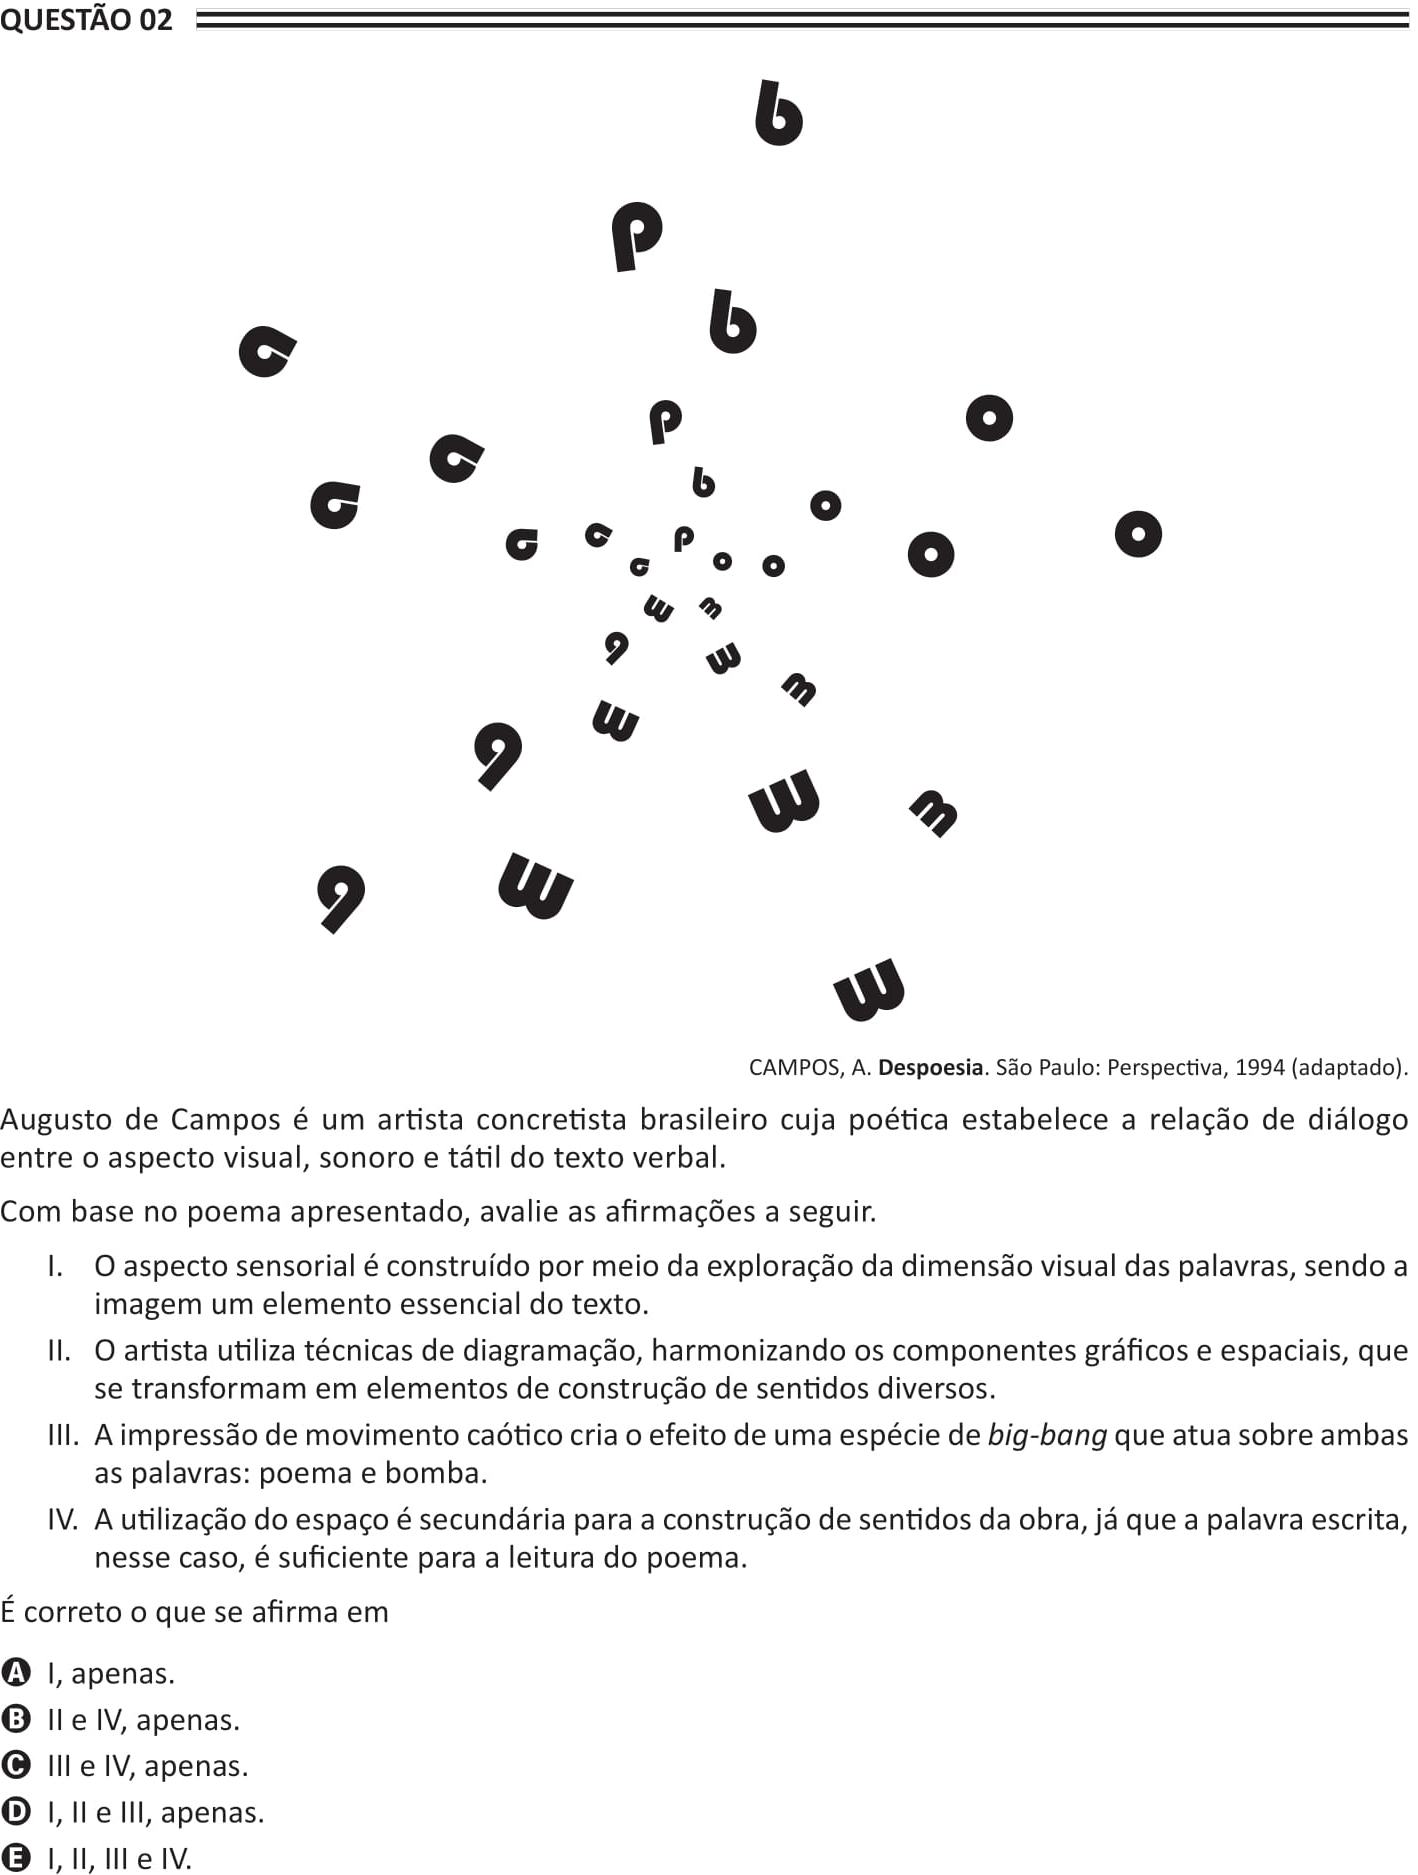 QUESTÃO 02
b
p
b
a
o
p
a
b
o
a
o
a
a
p
o
a
o
o
m
m
9
m
m
m
9
m
m
9
m
m
CAMPOS, A. Despoesia. São Paulo: Perspectiva, 1994 (adaptado).
Augusto de Campos é um artista concretista brasileiro cuja poética estabelece a relação de diálogo
entre o aspecto visual, sonoro e tátil do texto verbal.
Com base no poema apresentado, avalie as afirmações a seguir.
I. O aspecto sensorial é construído por meio da exploração da dimensão visual das palavras, sendo a
imagem um elemento essencial do texto.
II. O artista utiliza técnicas de diagramação, harmonizando os componentes gráficos e espaciais, que
se transformam em elementos de construção de sentidos diversos.
III. A impressão de movimento caótico cria o efeito de uma espécie de big-bang que atua sobre ambas
as palavras: poema e bomba.
IV. A utilização do espaço é secundária para a construção de sentidos da obra, já que a palavra escrita,
nesse caso, é suficiente para a leitura do poema.
É correto o que se afirma em
A I, apenas.
B II e IV, apenas.
C III e IV, apenas.
D I, II e III, apenas.
E I, II, III e IV.